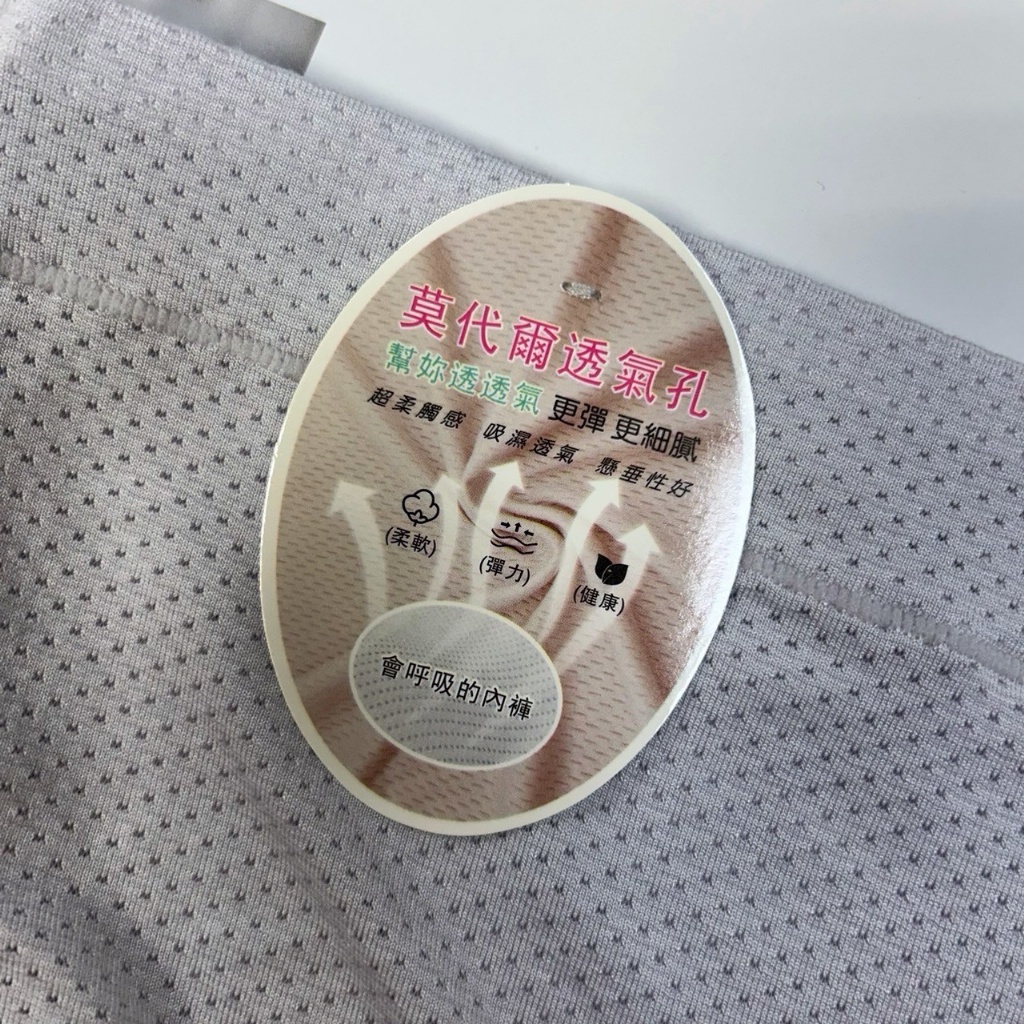 莫代爾透氣孔
幫妳透透氣 更彈 更細膩
超柔觸感 吸濕透氣 懸垂性好
(柔軟)
(彈力)
(健康)
會呼吸的內褲